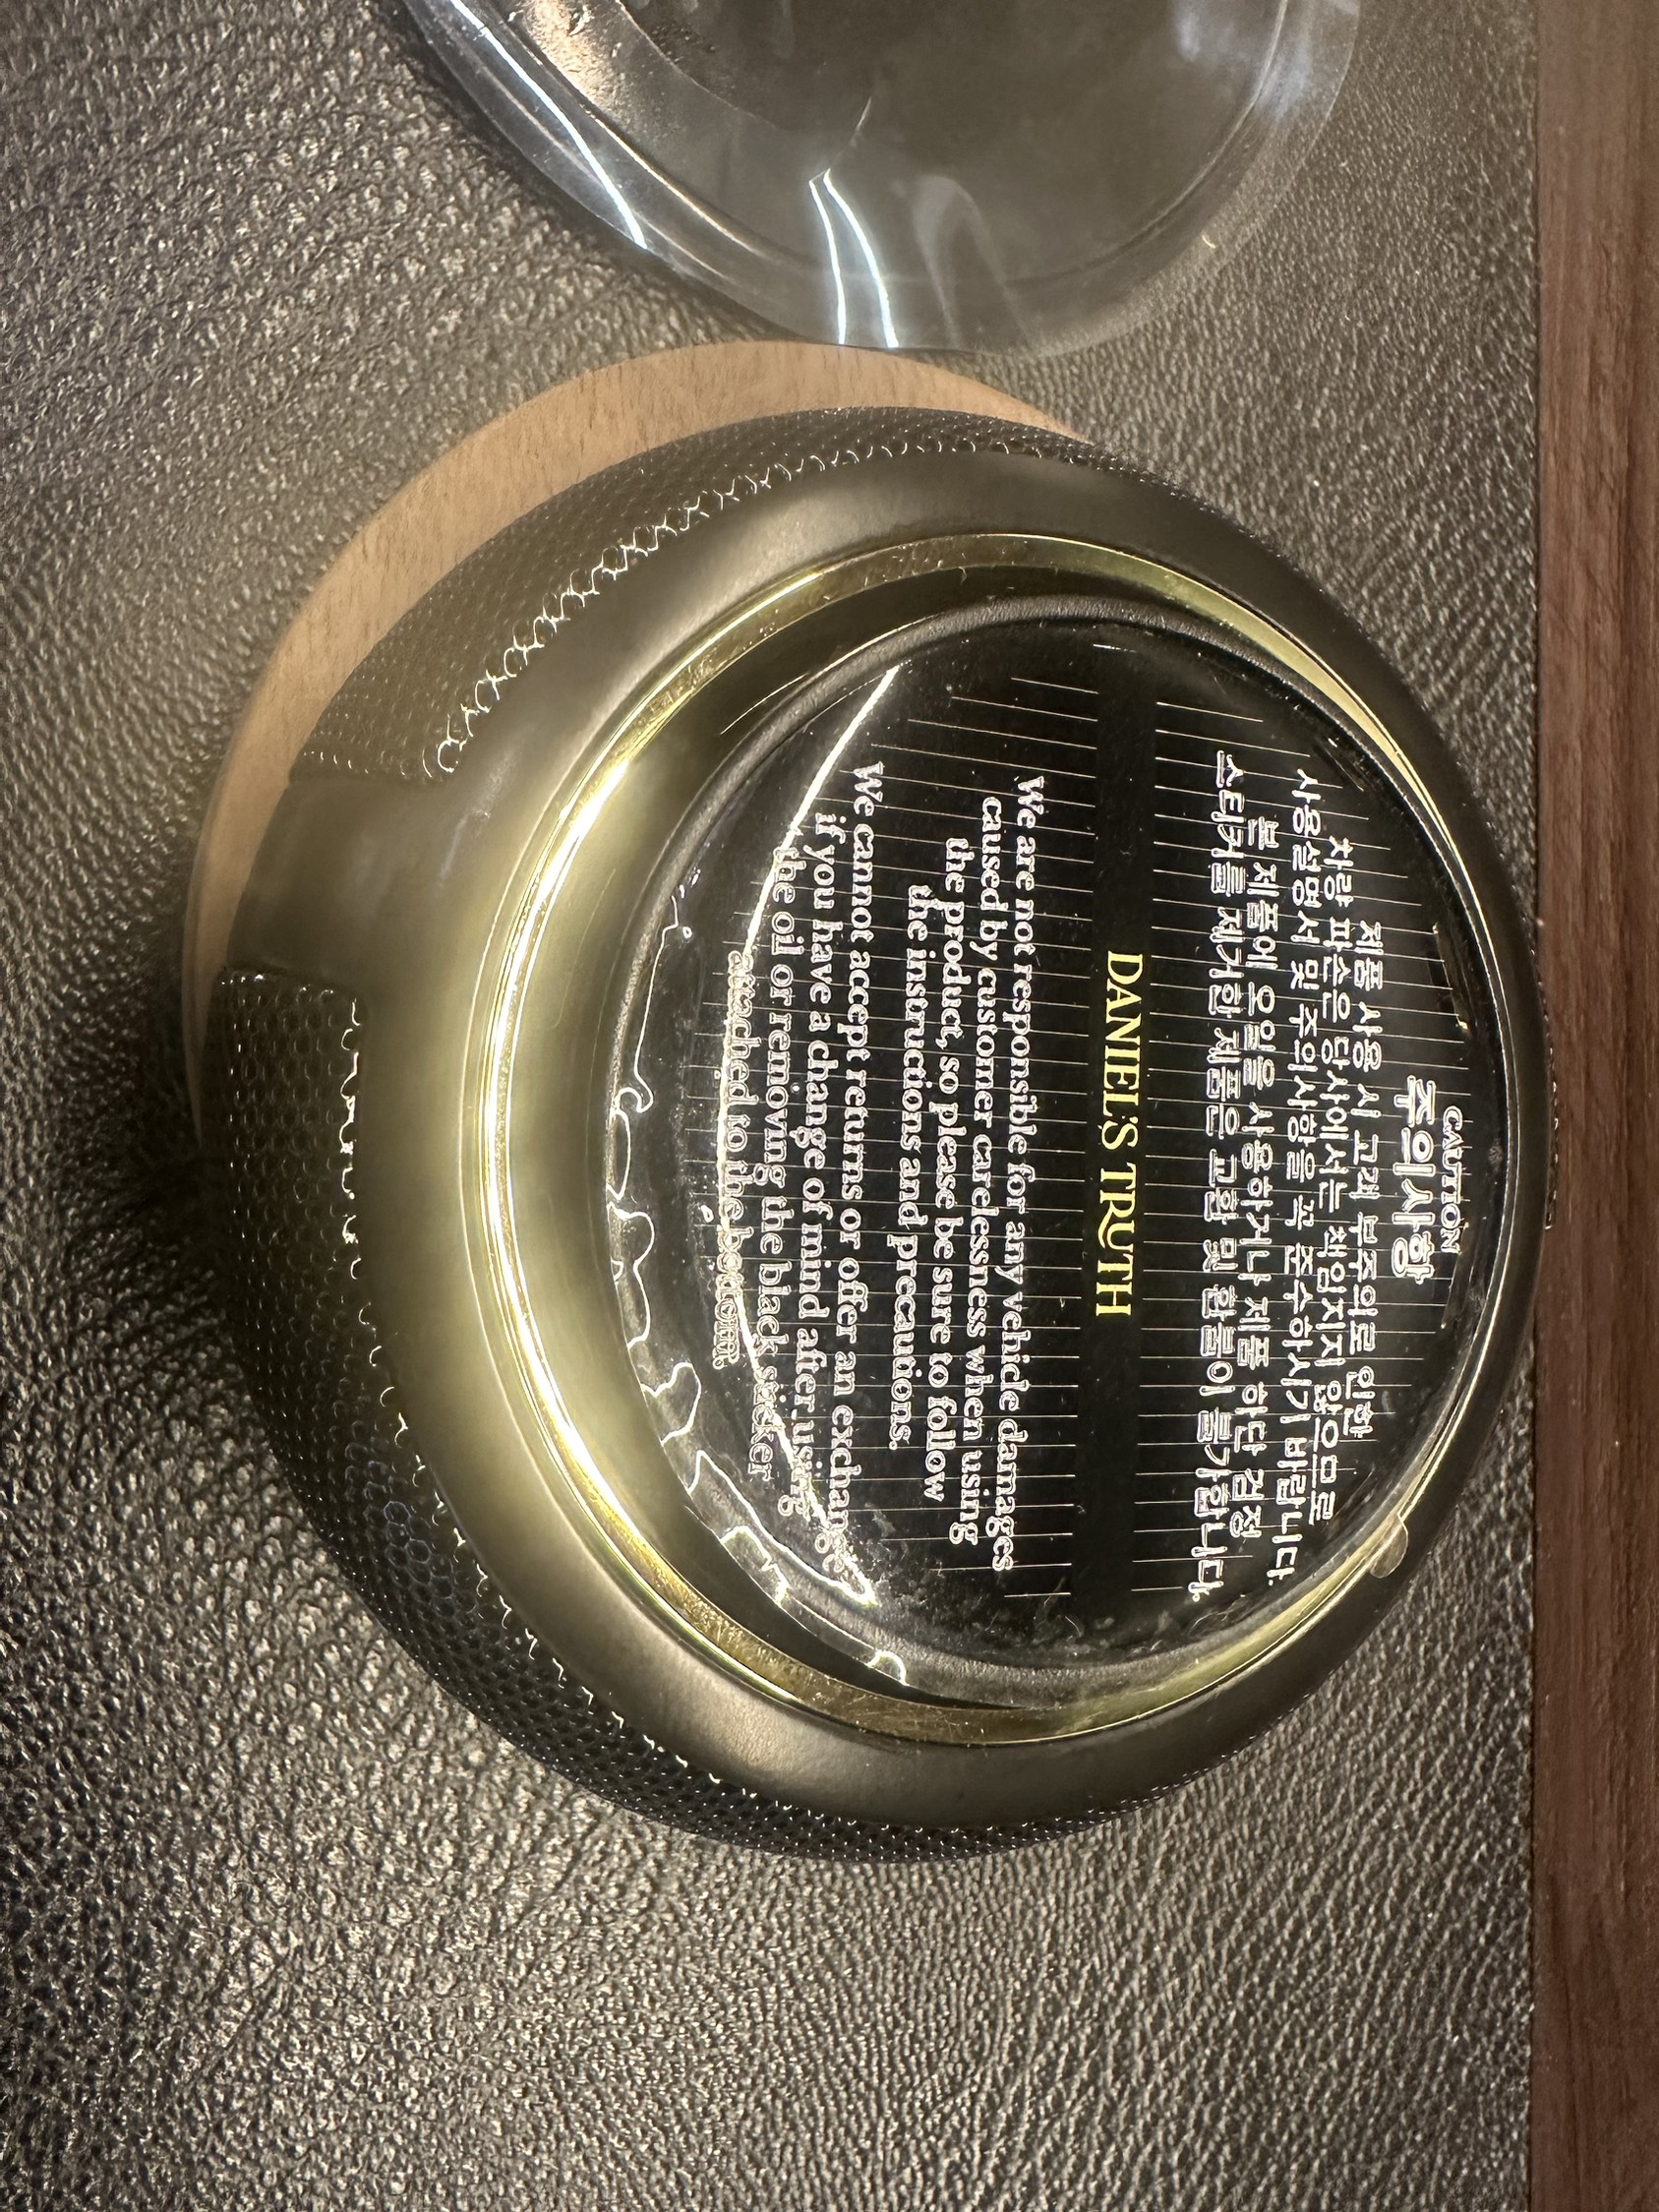 CAUTION
주의사항
제품 사용 시 고객 부주의로 인한
차량 파손은 당사에서는 책임지지 않으므로
사용설명서 및 주의사항을 꼭 준수하시기 바랍니다.
본 제품에 오일을 사용하거나 제품 하단 검정
스티커를 제거한 제품은 교환 및 환불이 불가합니다.
DANIEL'S TRUTH
We are not responsible for any vehicle damages
caused by customer carelessness when using
the product, so please be sure to follow
the instructions and precautions.
We cannot accept returns or offer an exchange
if you have a change of mind after using
the oil or removing the black sticker
attached to the bottom.